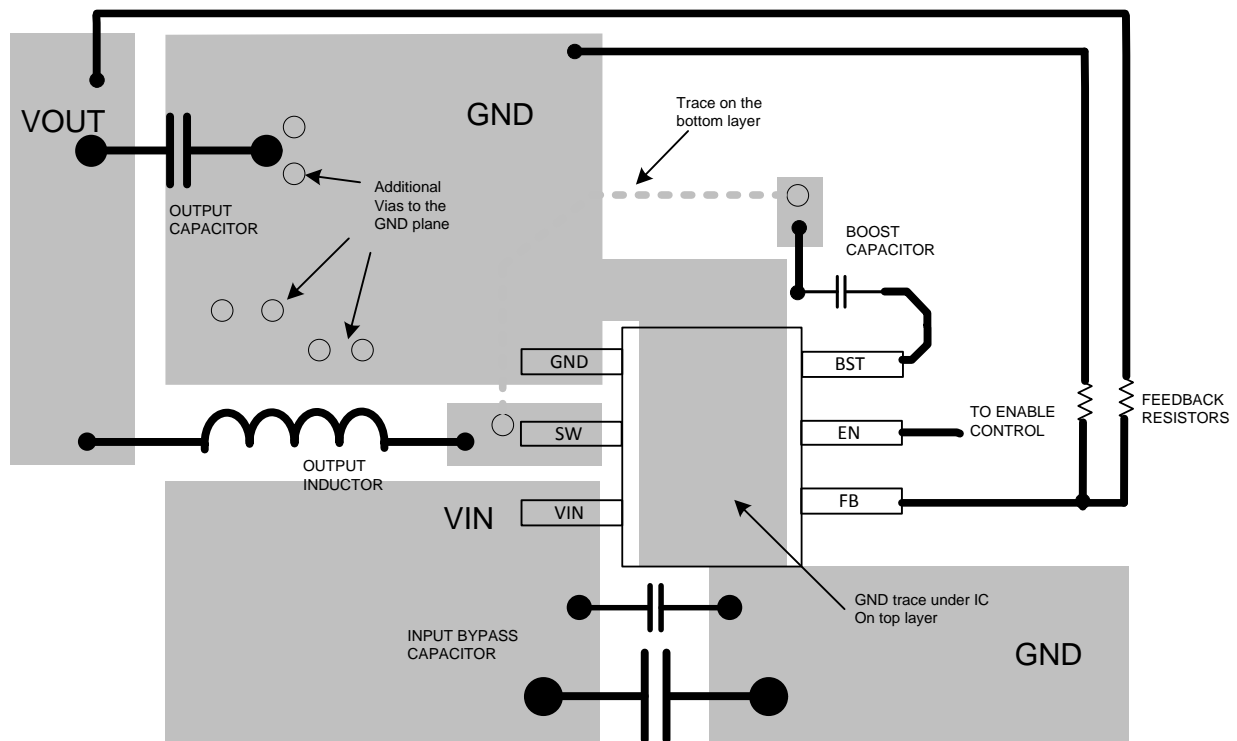 VOUT
GND
Trace on the
bottom layer
Additional
Vias to the
GND plane
OUTPUT
CAPACITOR
BOOST
CAPACITOR
GND
BST
SW
EN
TO ENABLE
CONTROL
FEEDBACK
RESISTORS
OUTPUT
INDUCTOR
VIN
VIN
FB
GND trace under IC
On top layer
INPUT BYPASS
CAPACITOR
GND